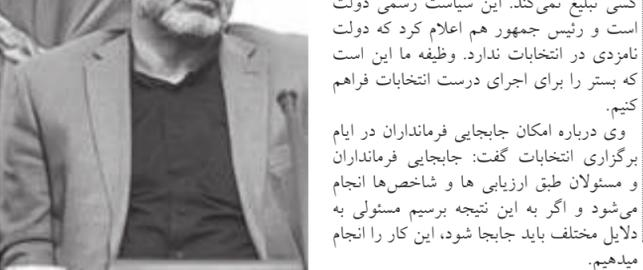 کسی تبلیغ نمی‌کند. این سیاست رسمی دولت
است و رئیس جمهور هم اعلام کرد که دولت
نامزدی در انتخابات ندارد. وظیفه ما این است
که بستر را برای اجرای درست انتخابات فراهم
کنیم.
وی درباره امکان جابجایی فرمانداران در ایام
برگزاری انتخابات گفت: جابجایی فرمانداران
و مسئولان طبق ارزیابی ها و شاخص‌ها انجام
می‌شود و اگر به این نتیجه برسیم مسئولی به
دلایل مختلف باید جابجا شود، این کار را انجام
میدهیم.